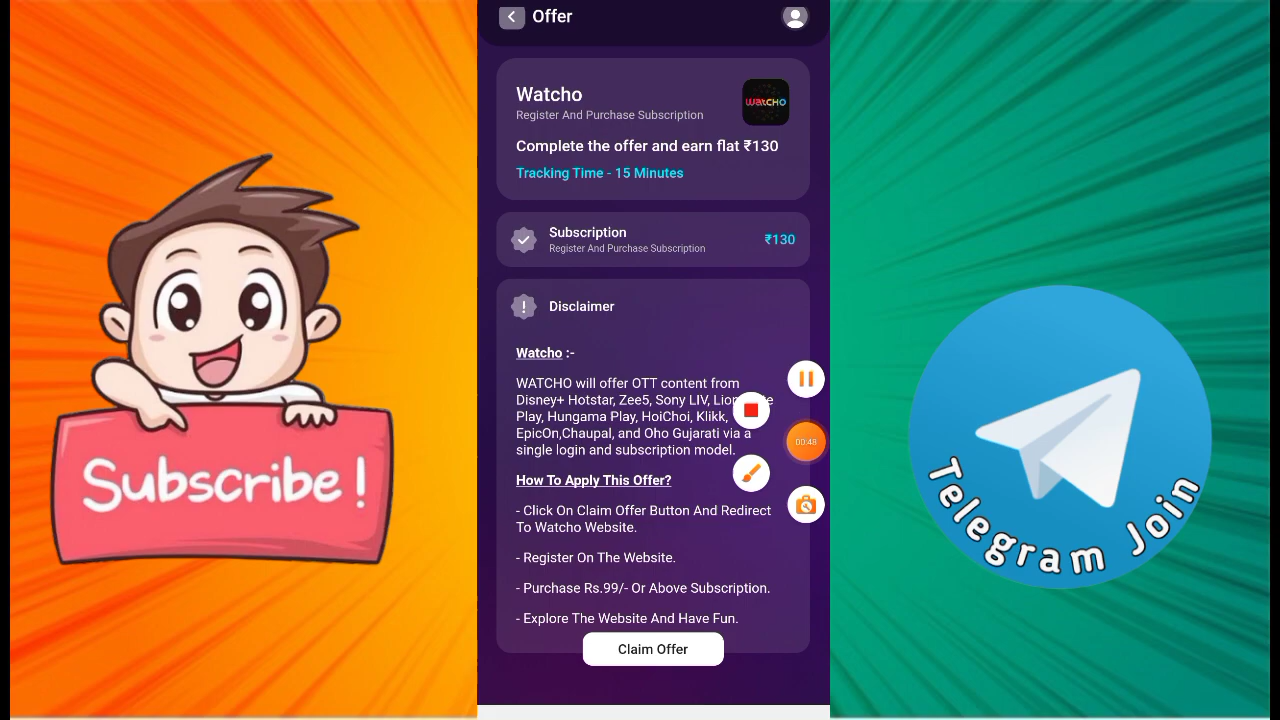 Offer
Watcho
WATCHO
Register And Purchase Subscription
Complete the offer and earn flat ₹130
Tracking Time - 15 Minutes
Subscription
Register And Purchase Subscription
₹130
Disclaimer
Watcho :-
WATCHO will offer OTT content from
Disney+ Hotstar, Zee5, Sony LIV,
Play, Hungama Play, HoiChoi, Klikk,
EpicOn,Chaupal, and Oho Gujarati via a
single login and subscription model.
How To Apply This Offer?
- Click On Claim Offer Button And Redirect
To Watcho Website.
- Register On The Website.
- Purchase Rs.99/- Or Above Subscription.
- Explore The Website And Have Fun.
Claim Offer
00:48
Subscribe !
Telegram Join